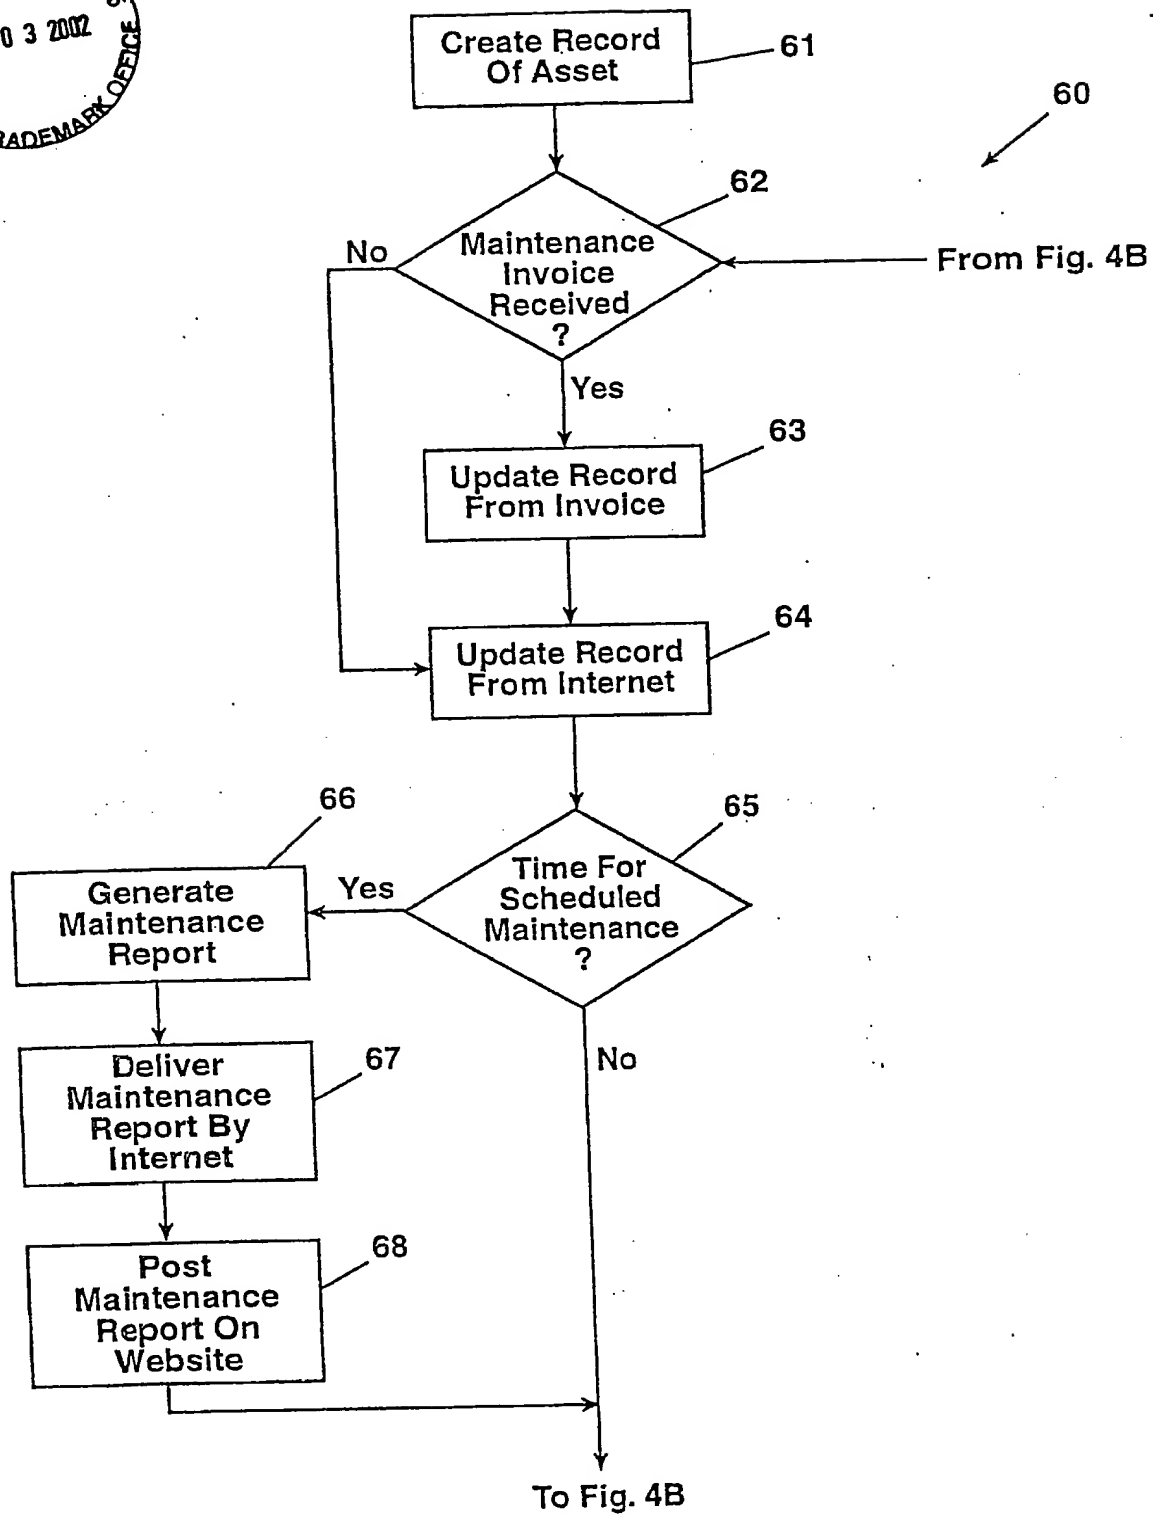 0 3 2002
RADEMARK OFFICE
Create Record
Of Asset
61
60
62
Maintenance
Invoice
Received
?
No
From Fig. 4B
Yes
63
Update Record
From Invoice
64
Update Record
From Internet
66
65
Time For
Scheduled
Maintenance
?
Yes
Generate
Maintenance
Report
No
67
Deliver
Maintenance
Report By
Internet
68
Post
Maintenance
Report On
Website
To Fig. 4B